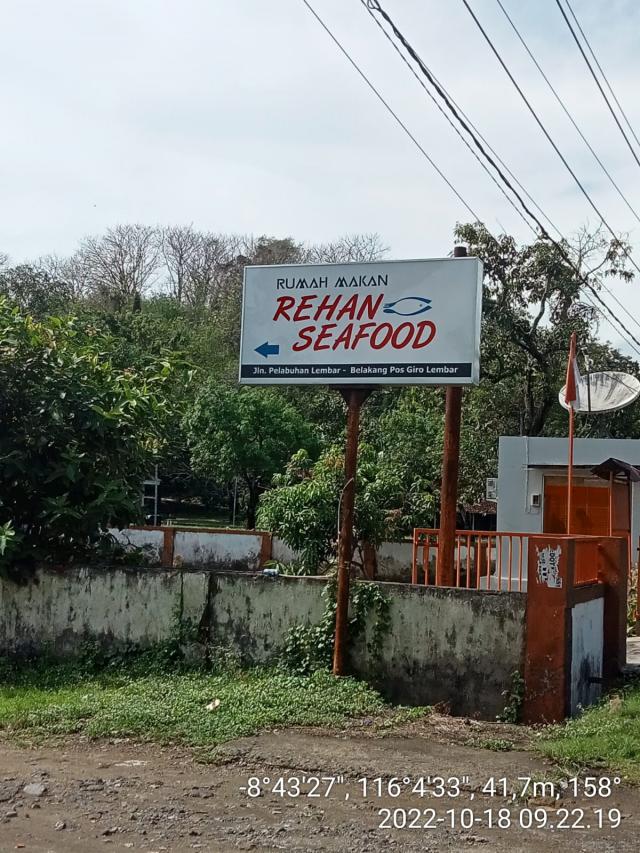 RUMAH MAKAN
REHAN
SEAFOOD
Jln. Pelabuhan Lembar - Belakang Pos Giro Lembar
-8°43'27", 116°4'33", 41,7m, 158°
2022-10-18 09.22.19